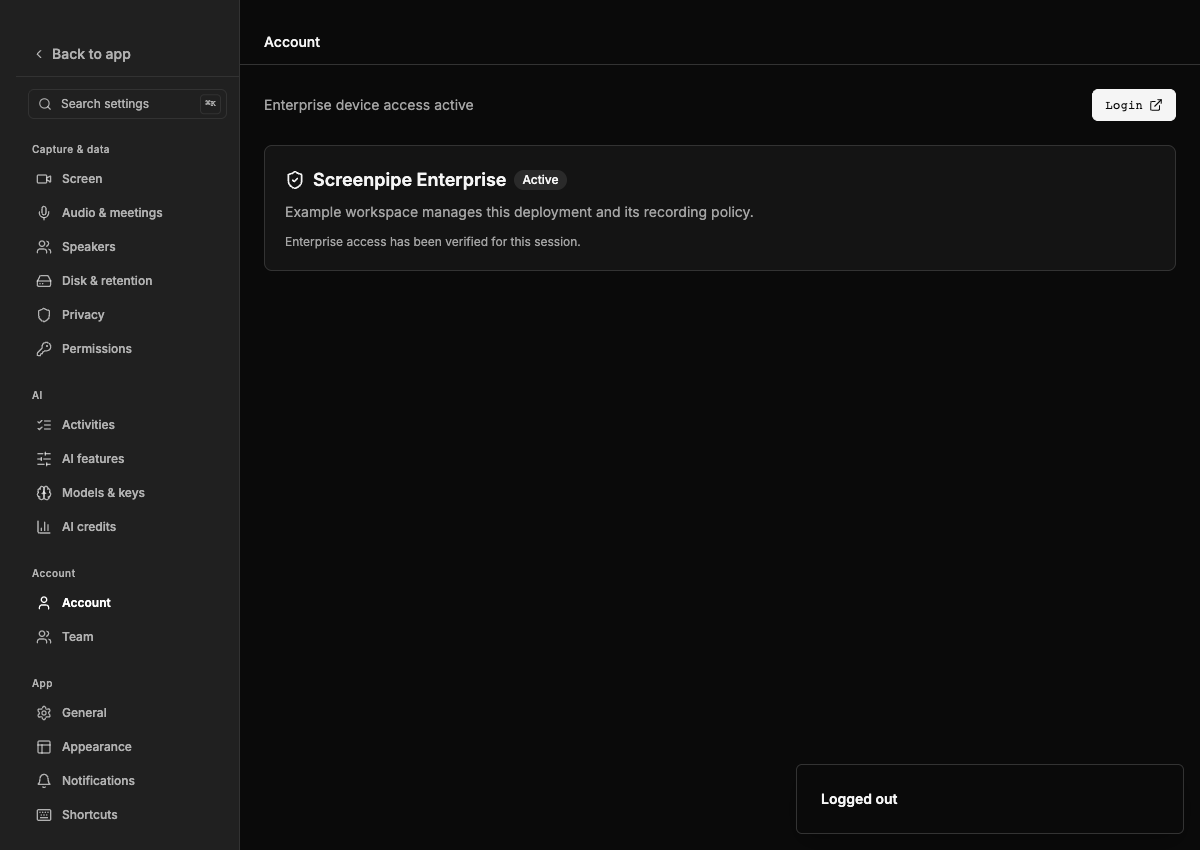 Back to app
Search settings
⌘K
Capture & data
Screen
Audio & meetings
Speakers
Disk & retention
Privacy
Permissions
AI
Activities
AI features
Models & keys
AI credits
Account
Account
Team
App
General
Appearance
Notifications
Shortcuts
Account
Enterprise device access active
Login
Screenpipe Enterprise Active
Example workspace manages this deployment and its recording policy.
Enterprise access has been verified for this session.
Logged out